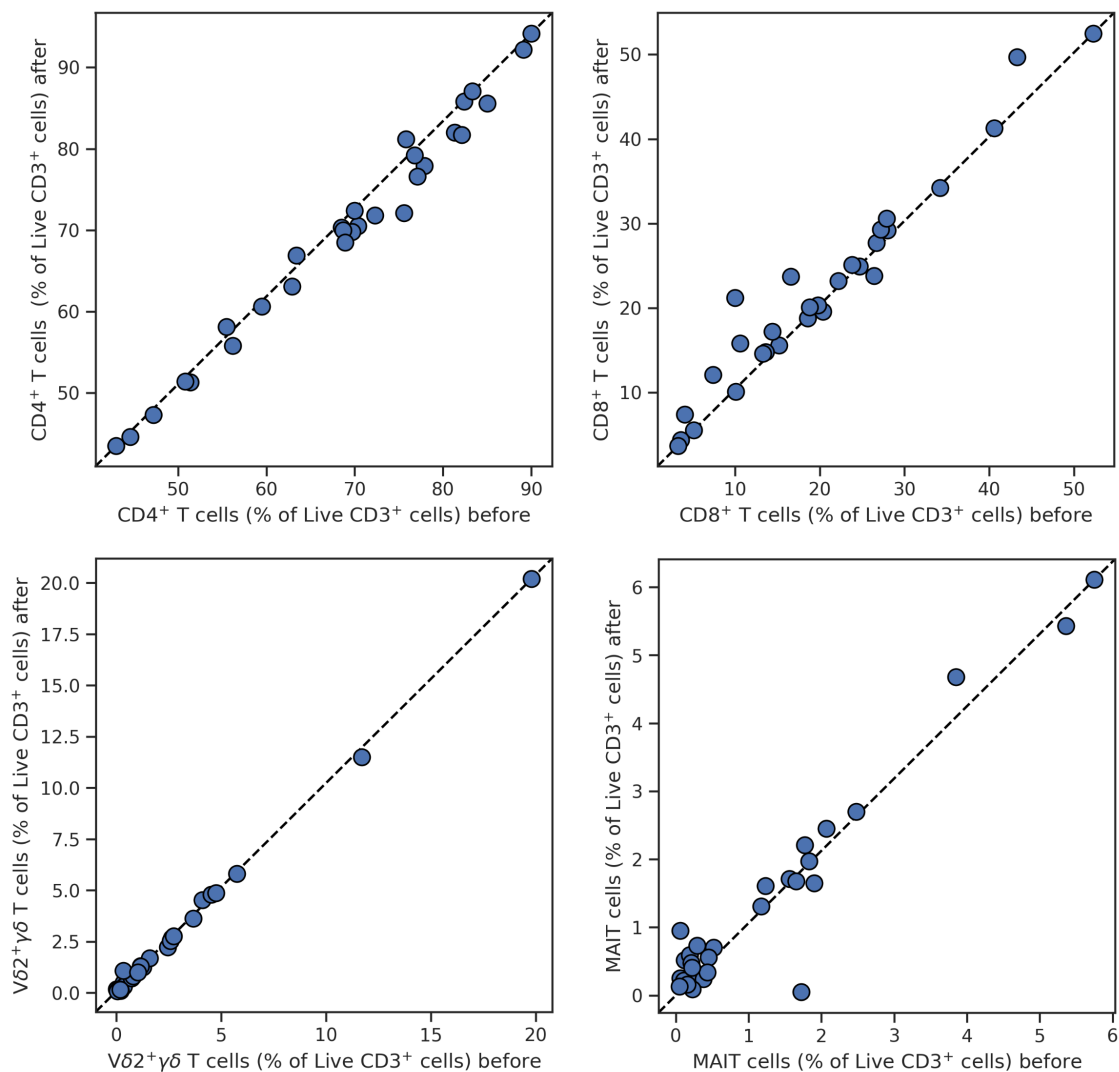 CD4⁺ T cells (% of Live CD3⁺ cells) after
90
80
70
60
50
50 60 70 80 90
CD4⁺ T cells (% of Live CD3⁺ cells) before
CD8⁺ T cells (% of Live CD3⁺ cells) after
50
40
30
20
10
10 20 30 40 50
CD8⁺ T cells (% of Live CD3⁺ cells) before
Vδ2⁺γδ T cells (% of Live CD3⁺ cells) after
20.0
17.5
15.0
12.5
10.0
7.5
5.0
2.5
0.0
0 5 10 15 20
Vδ2⁺γδ T cells (% of Live CD3⁺ cells) before
MAIT cells (% of Live CD3⁺ cells) after
6
5
4
3
2
1
0
0 1 2 3 4 5 6
MAIT cells (% of Live CD3⁺ cells) before